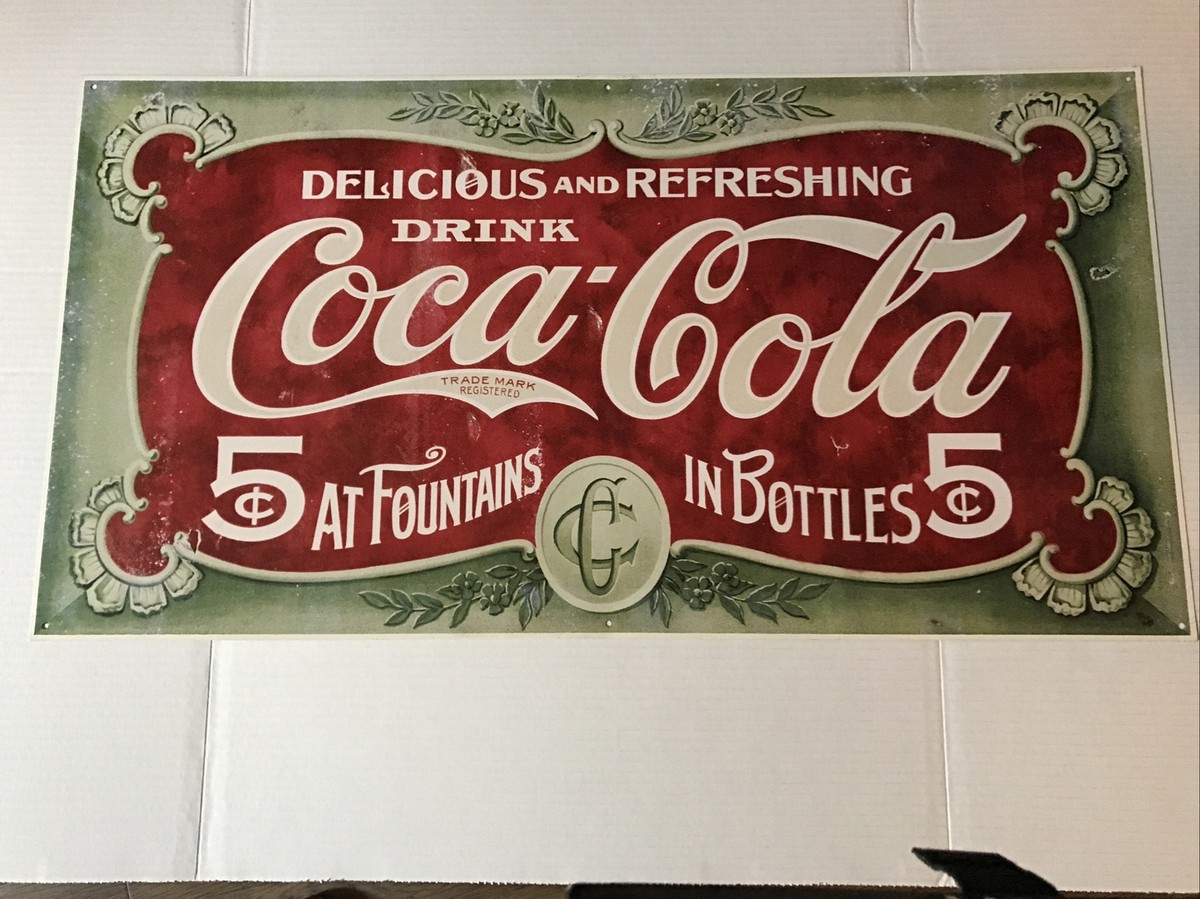 DELICIOUS AND REFRESHING
DRINK
Coca-Cola
TRADE MARK
REGISTERED
5¢ AT FOUNTAINS IN BOTTLES 5¢
CC